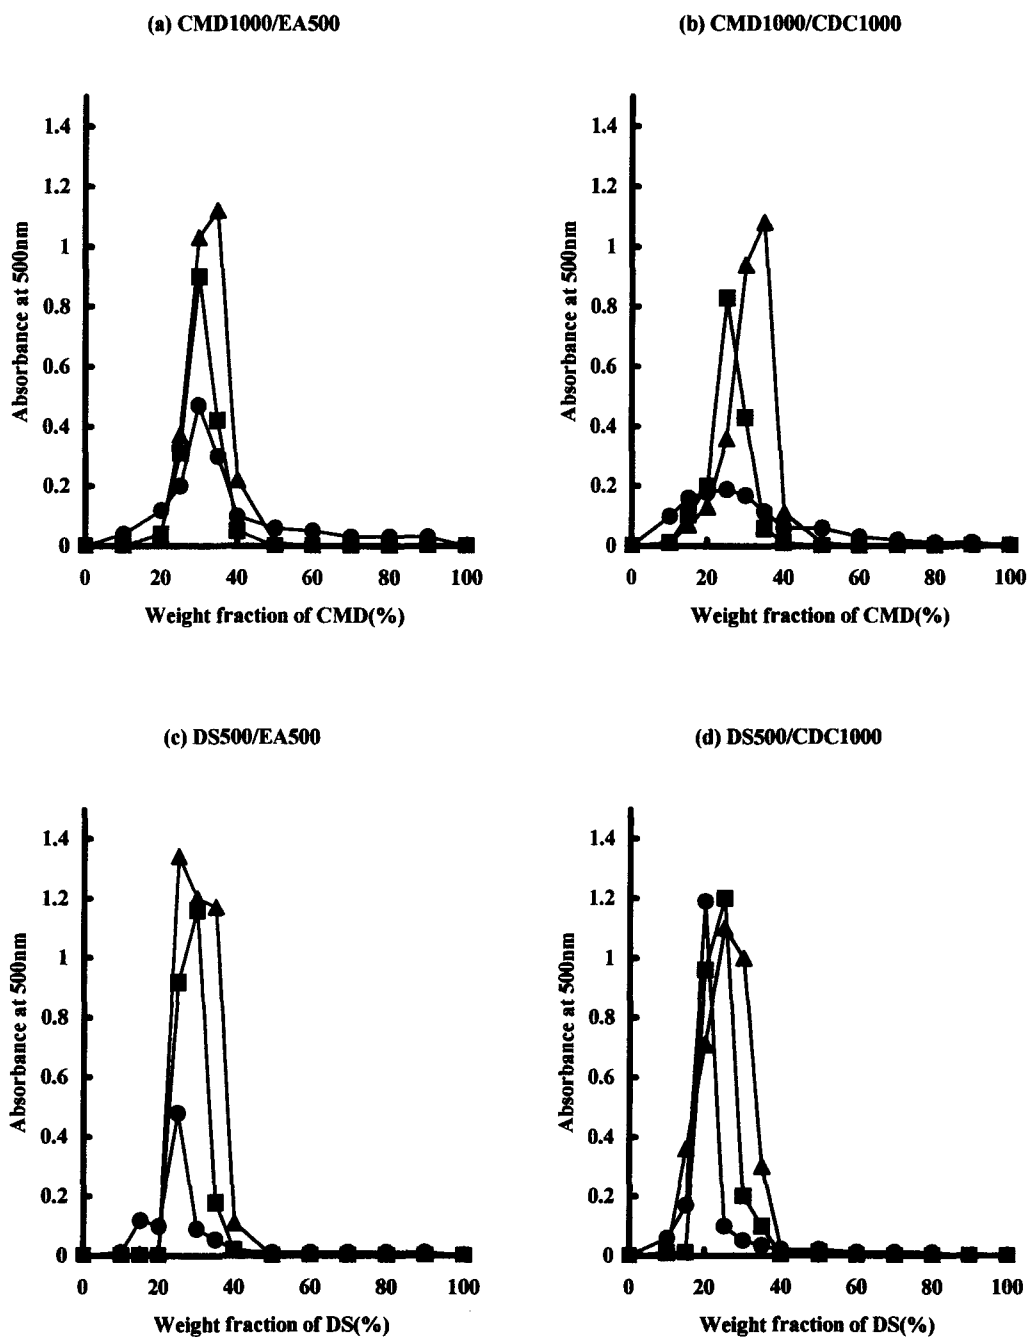 (a) CMD1000/EA500
(b) CMD1000/CDC1000
1.4
1.2
1
0.8
0.6
0.4
0.2
0
Absorbance at 500nm
0 20 40 60 80 100
Weight fraction of CMD(%)
1.4
1.2
1
0.8
0.6
0.4
0.2
0
Absorbance at 500nm
0 20 40 60 80 100
Weight fraction of CMD(%)
(c) DS500/EA500
(d) DS500/CDC1000
1.4
1.2
1
0.8
0.6
0.4
0.2
0
Absorbance at 500nm
0 20 40 60 80 100
Weight fraction of DS(%)
1.4
1.2
1
0.8
0.6
0.4
0.2
0
Absorbance at 500nm
0 20 40 60 80 100
Weight fraction of DS(%)